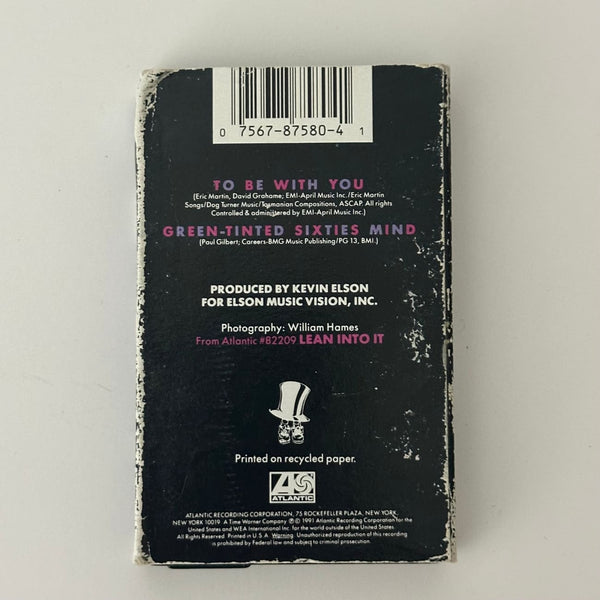 0 7567-87580-4 1
TO BE WITH YOU
(Eric Martin, David Grahame; EMI-April Music Inc./Eric Martin
Songs/Dog Turner Music/Tasmanian Compositions, ASCAP. All rights
Controlled & administered by EMI-April Music Inc.)
GREEN-TINTED SIXTIES MIND
(Paul Gilbert; Careers-BMG Music Publishing/PG 13, BMI.)
PRODUCED BY KEVIN ELSON
FOR ELSON MUSIC VISION, INC.
Photography: William Hames
From Atlantic #82209 LEAN INTO IT
Printed on recycled paper.
ATLANTIC
ATLANTIC RECORDING CORPORATION, 75 ROCKEFELLER PLAZA, NEW YORK,
NEW YORK 10019. A Time Warner Company ℗© 1991 Atlantic Recording Corporation for the
United States and WEA International Inc. for the world outside of the United States.
All Rights Reserved. Printed in U.S.A. Warning: Unauthorized reproduction of this recording
is prohibited by Federal law and subject to criminal prosecution.